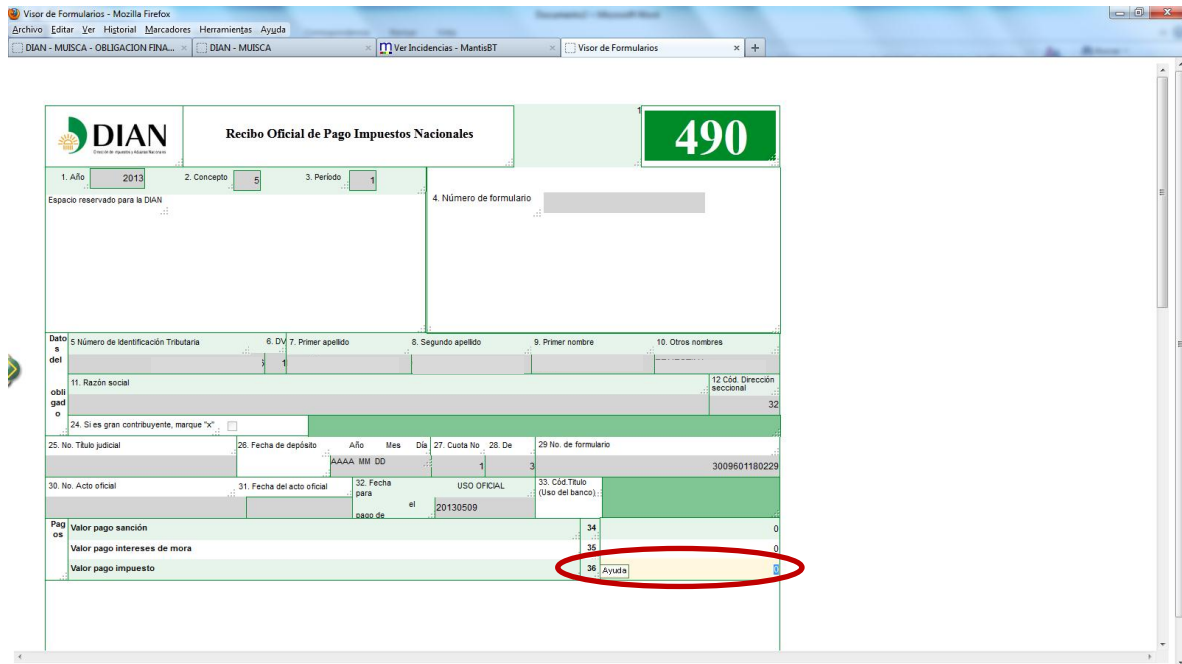 Visor de Formularios - Mozilla Firefox
Archivo Editar Ver Historial Marcadores Herramientas Ayuda
DIAN - MUISCA - OBLIGACION FINA... DIAN - MUISCA Ver Incidencias - MantisBT Visor de Formularios
DIAN
Recibo Oficial de Pago Impuestos Nacionales
1
490
1. Año 2013 2. Concepto 5 3. Período 1
Espacio reservado para la DIAN
4. Número de formulario
Datos del obligado
5 Número de Identificación Tributaria 6. DV 7. Primer apellido 8. Segundo apellido 9. Primer nombre 10. Otros nombres
1
11. Razón social 12 Cód. Dirección seccional
32
24. Si es gran contribuyente, marque "x"
25. No. Título judicial 26. Fecha de depósito Año Mes Día 27. Cuota No 28. De 29 No. de formulario
AAAA MM DD 1 3 3009601180229
30. No. Acto oficial 31. Fecha del acto oficial 32. Fecha para el pago de USO OFICIAL 33. Cód.Título (Uso del banco)
20130509
Pagos
Valor pago sanción 34 0
Valor pago intereses de mora 35 0
Valor pago impuesto 36 Ayuda 0